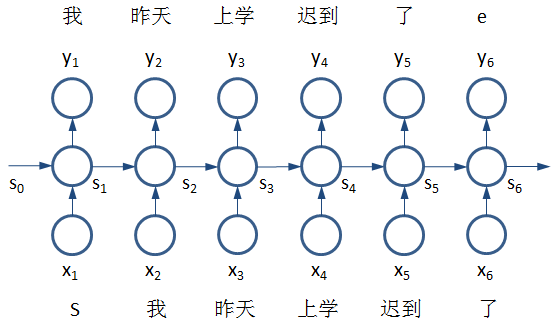 我 昨天 上学 迟到 了 e
y₁ y₂ y₃ y₄ y₅ y₆
s₀ s₁ s₂ s₃ s₄ s₅ s₆
x₁ x₂ x₃ x₄ x₅ x₆
s 我 昨天 上学 迟到 了